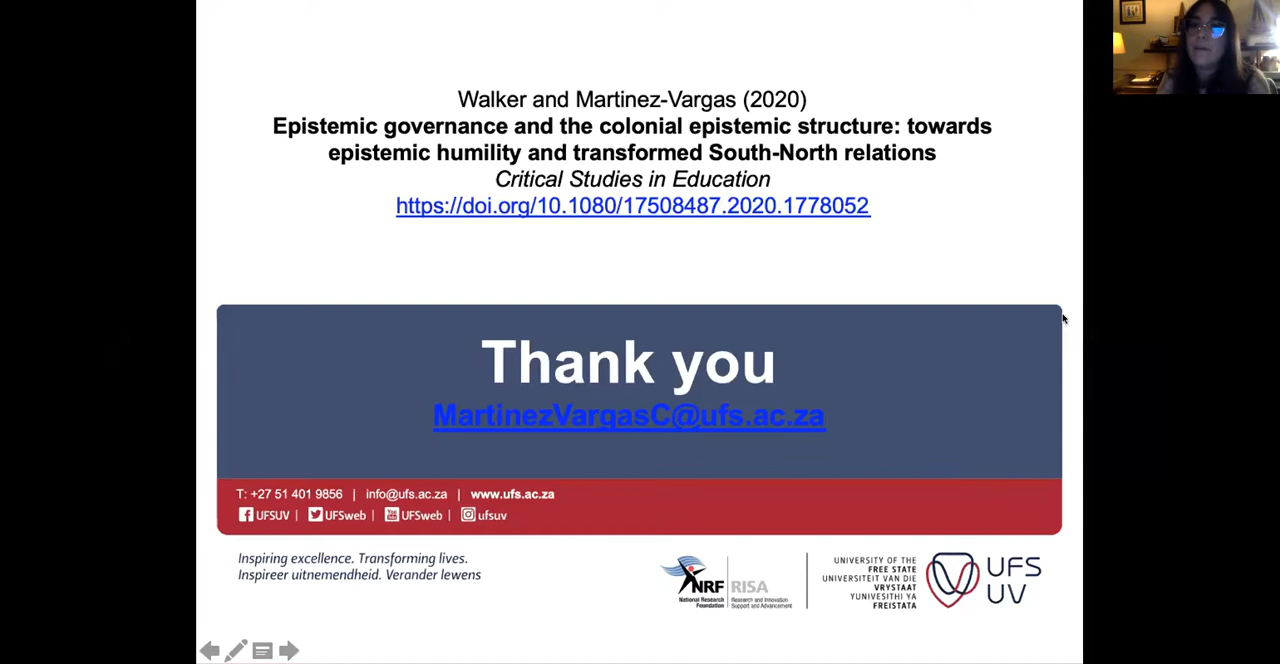 Walker and Martinez-Vargas (2020)
Epistemic governance and the colonial epistemic structure: towards
epistemic humility and transformed South-North relations
Critical Studies in Education
https://doi.org/10.1080/17508487.2020.1778052
Thank you
MartinezVargasC@ufs.ac.za
T: +27 51 401 9856 | info@ufs.ac.za | www.ufs.ac.za
UFSUV | UFSweb | UFSweb | ufsuv
Inspiring excellence. Transforming lives.
Inspireer uitnemendheid. Verander lewens
NRF RISA
National Research
Foundation
Research and Innovation
Support and Advancement
UNIVERSITY OF THE
FREE STATE
UNIVERSITEIT VAN DIE
VRYSTAAT
YUNIVESITHI YA
FREISTATA
UFS
UV